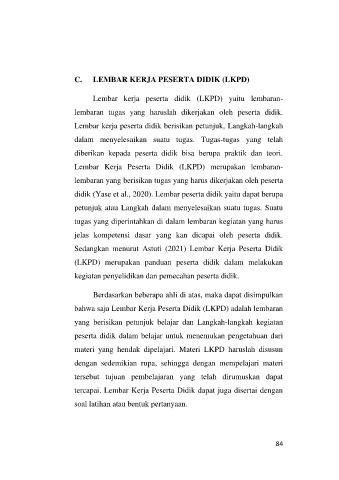 C. LEMBAR KERJA PESERTA DIDIK (LKPD)
Lembar kerja peserta didik (LKPD) yaitu lembaran-
lembaran tugas yang haruslah dikerjakan oleh peserta didik.
Lembar kerja peserta didik berisikan petunjuk, Langkah-langkah
dalam menyelesaikan suatu tugas. Tugas-tugas yang telah
diberikan kepada peserta didik bisa berupa praktik dan teori.
Lembar Kerja Peserta Didik (LKPD) merupakan lembaran-
lembaran yang berisikan tugas yang harus dikerjakan oleh peserta
didik (Yase et al., 2020). Lembar peserta didik yaitu dapat berupa
petunjuk atau Langkah dalam menyelesaikan suatu tugas. Suatu
tugas yang diperintahkan di dalam lembaran kegiatan yang harus
jelas kompetensi dasar yang kan dicapai oleh peserta didik.
Sedangkan menurut Astuti (2021) Lembar Kerja Peserta Didik
(LKPD) merupakan panduan peserta didik dalam melakukan
kegiatan penyelidikan dan pemecahan peserta didik.
Berdasarkan beberapa ahli di atas, maka dapat disimpulkan
bahwa saja Lembar Kerja Peserta Didik (LKPD) adalah lembaran
yang berisikan petunjuk belajar dan Langkah-langkah kegiatan
peserta didik dalam belajar untuk menemukan pengetahuan dari
materi yang hendak dipelajari. Materi LKPD haruslah disusun
dengan sedemikian rupa, sehingga dengan mempelajari materi
tersebut tujuan pembelajaran yang telah dirumuskan dapat
tercapai. Lembar Kerja Peserta Didik dapat juga disertai dengan
soal latihan atau bentuk pertanyaan.
84